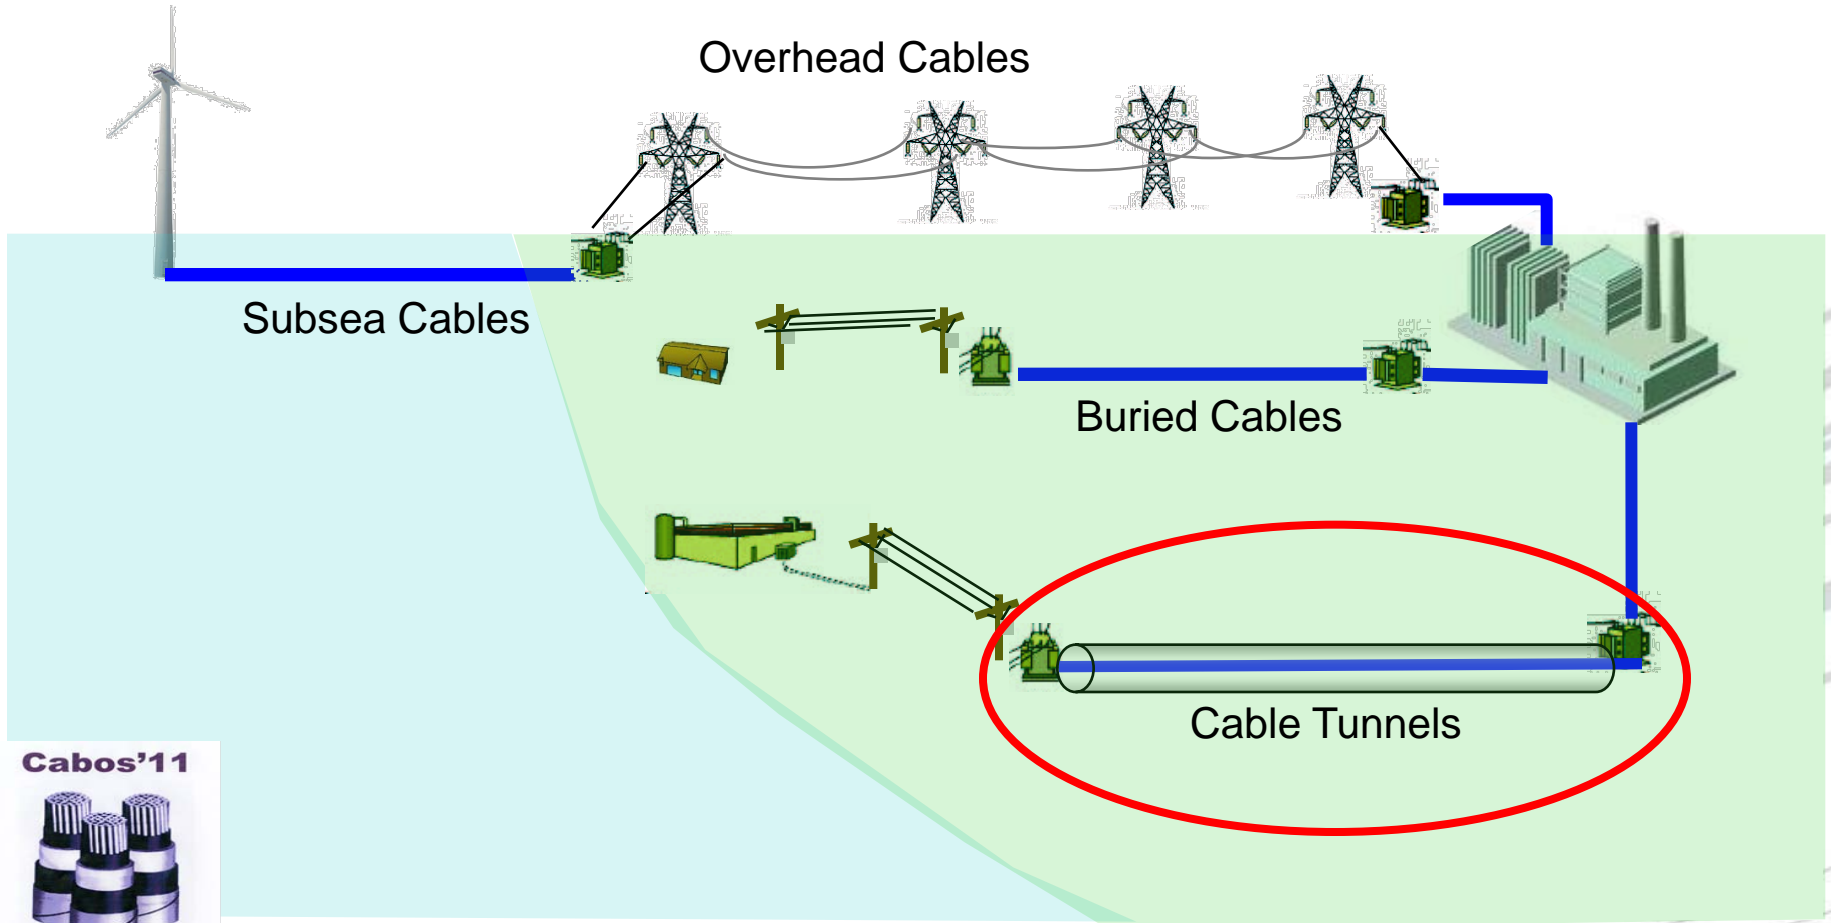 Overhead Cables
Subsea Cables
Buried Cables
Cable Tunnels
Cabos'11